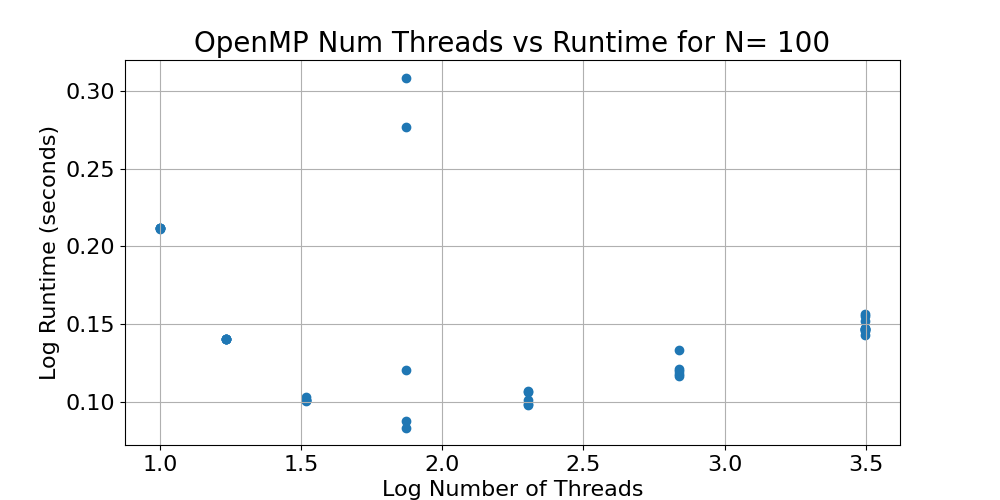 OpenMP Num Threads vs Runtime for N= 100
Log Runtime (seconds)
0.30
0.25
0.20
0.15
0.10
1.0 1.5 2.0 2.5 3.0 3.5
Log Number of Threads